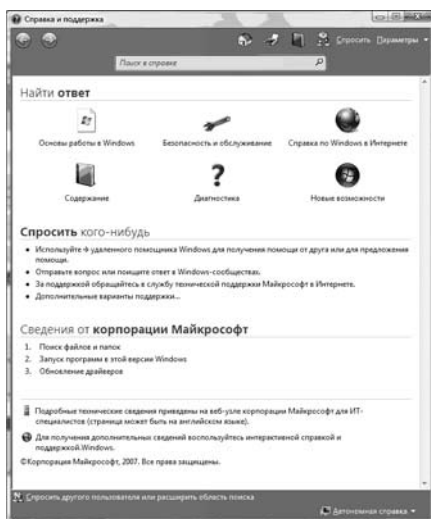 Справка и поддержка
Спросить Параметры
Поиск в справке
Найти ответ
Основы работы в Windows Безопасность и обслуживание Справка по Windows в Интернете
Содержание Диагностика Новые возможности
Спросить кого-нибудь
Используйте удаленного помощника Windows для получения помощи от друга или для предложения
помощи.
Отправьте вопрос или поищите ответ в Windows-сообществах.
За поддержкой обращайтесь в службу технической поддержки Майкрософт в Интернете.
Дополнительные варианты поддержки...
Сведения от корпорации Майкрософт
1. Поиск файлов и папок
2. Запуск программ в этой версии Windows
3. Обновление драйверов
Подробные технические сведения приведены на веб-узле корпорации Майкрософт для ИТ-
специалистов (страница может быть на английском языке).
Для получения дополнительных сведений воспользуйтесь интерактивной справкой и
поддержкой Windows.
©Корпорация Майкрософт, 2007. Все права защищены.
Спросить другого пользователя или расширить область поиска
Автономная справка